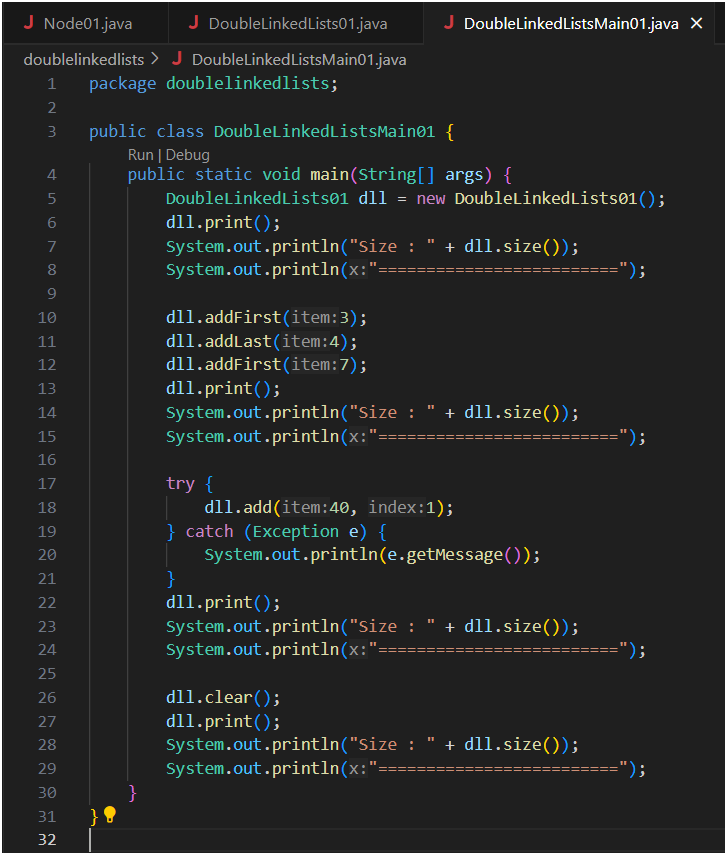 J Node01.java J DoubleLinkedLists01.java J DoubleLinkedListsMain01.java ×
doublelinkedlists > J DoubleLinkedListsMain01.java
1 package doublelinkedlists;
2
3 public class DoubleLinkedListsMain01 {
Run | Debug
4 public static void main(String[] args) {
5 DoubleLinkedLists01 dll = new DoubleLinkedLists01();
6 dll.print();
7 System.out.println("Size : " + dll.size());
8 System.out.println(x:"=========================");
9
10 dll.addFirst(item:3);
11 dll.addLast(item:4);
12 dll.addFirst(item:7);
13 dll.print();
14 System.out.println("Size : " + dll.size());
15 System.out.println(x:"=========================");
16
17 try {
18 dll.add(item:40, index:1);
19 } catch (Exception e) {
20 System.out.println(e.getMessage());
21 }
22 dll.print();
23 System.out.println("Size : " + dll.size());
24 System.out.println(x:"=========================");
25
26 dll.clear();
27 dll.print();
28 System.out.println("Size : " + dll.size());
29 System.out.println(x:"=========================");
30 }
31 }
32